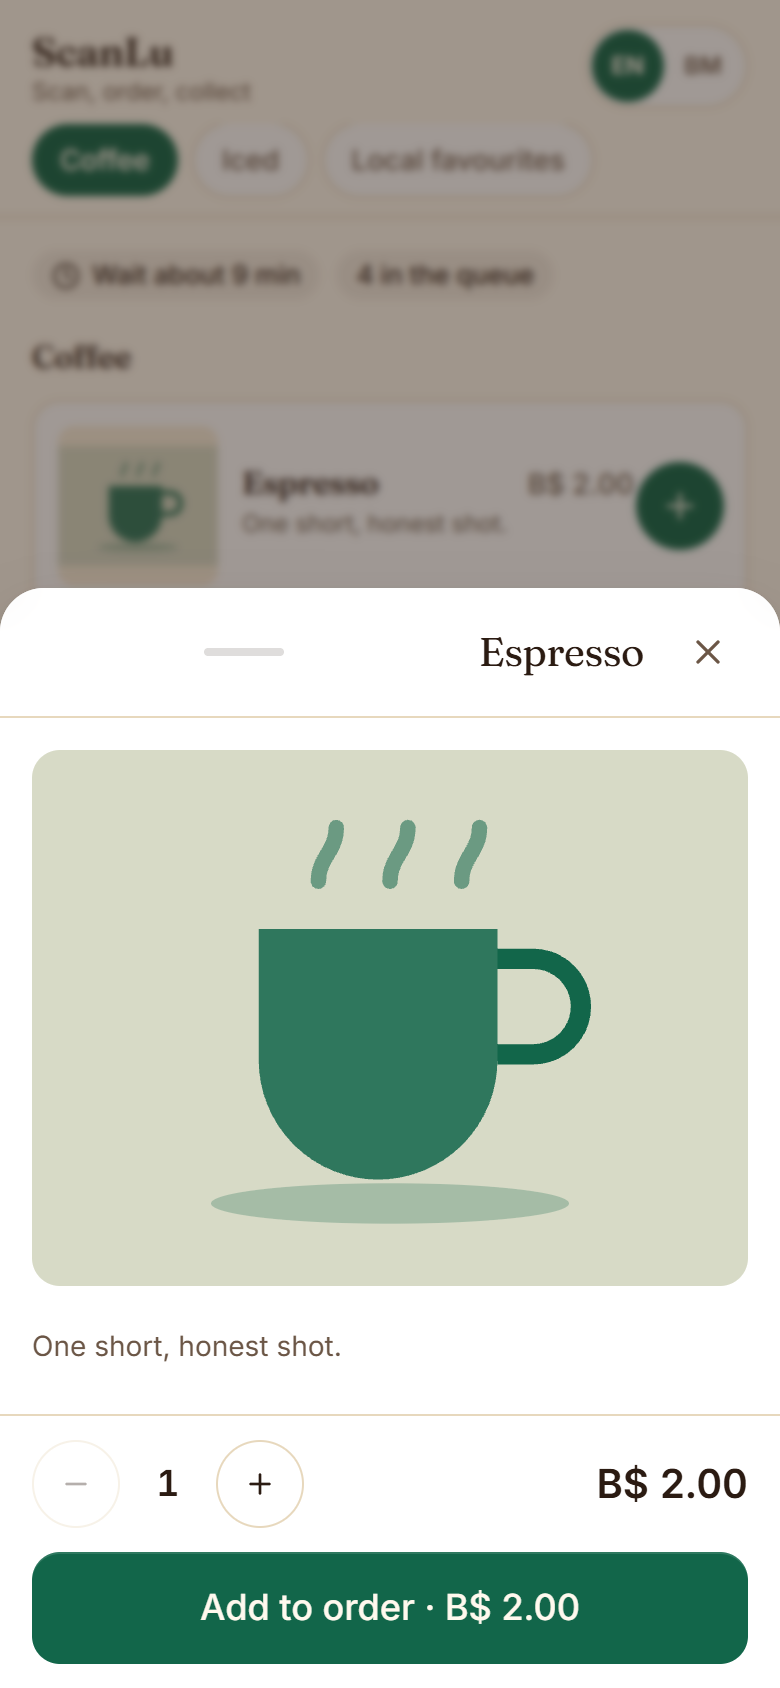 ScanLu
Scan, order, collect
EN
BM
Coffee
Iced
Local favourites
Wait about 9 min
4 in the queue
Coffee
Espresso
B$ 2.00
One short, honest shot.
Espresso
One short, honest shot.
1
B$ 2.00
Add to order · B$ 2.00